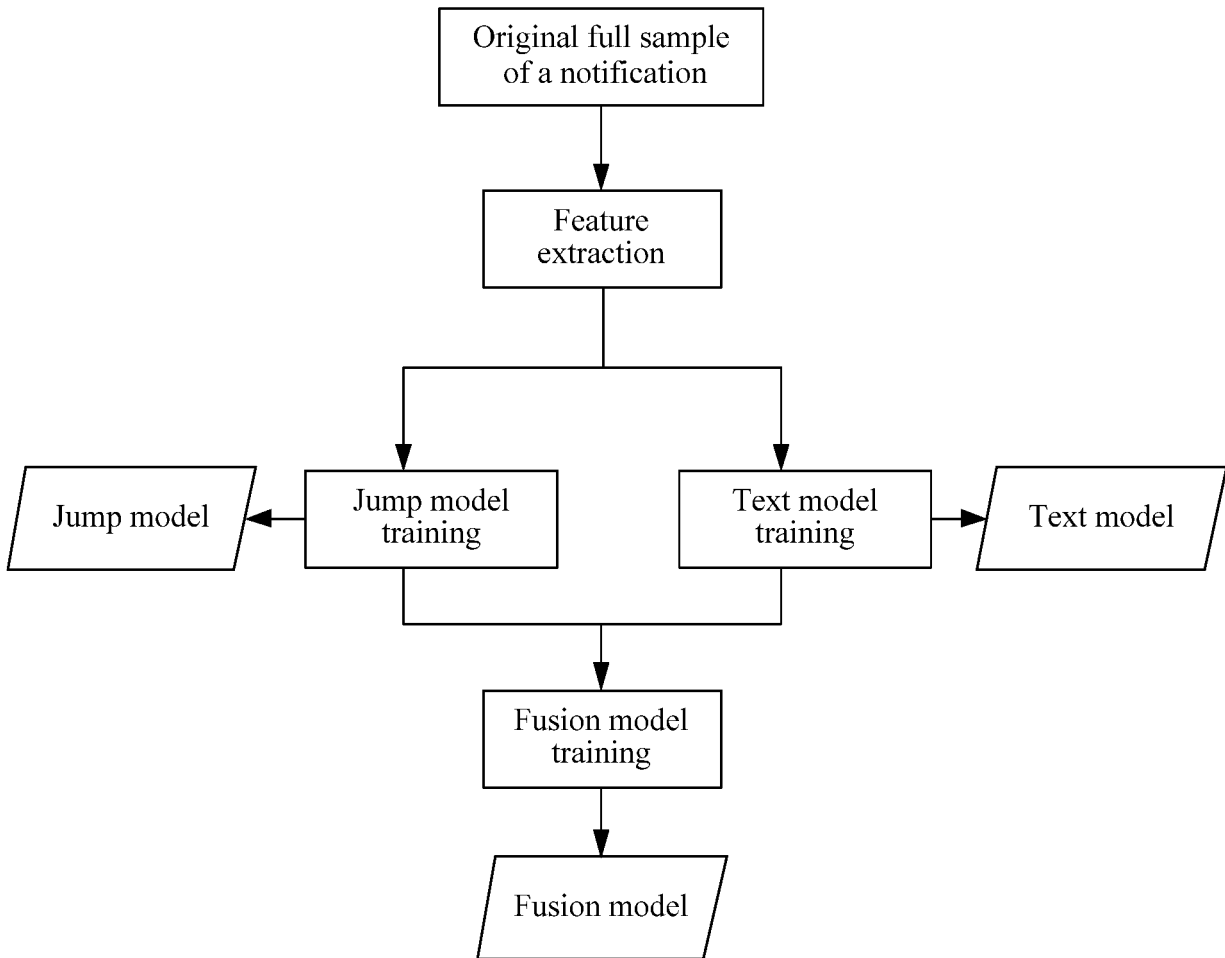 Original full sample
of a notification
Feature
extraction
Jump model
Jump model
training
Text model
training
Text model
Fusion model
training
Fusion model